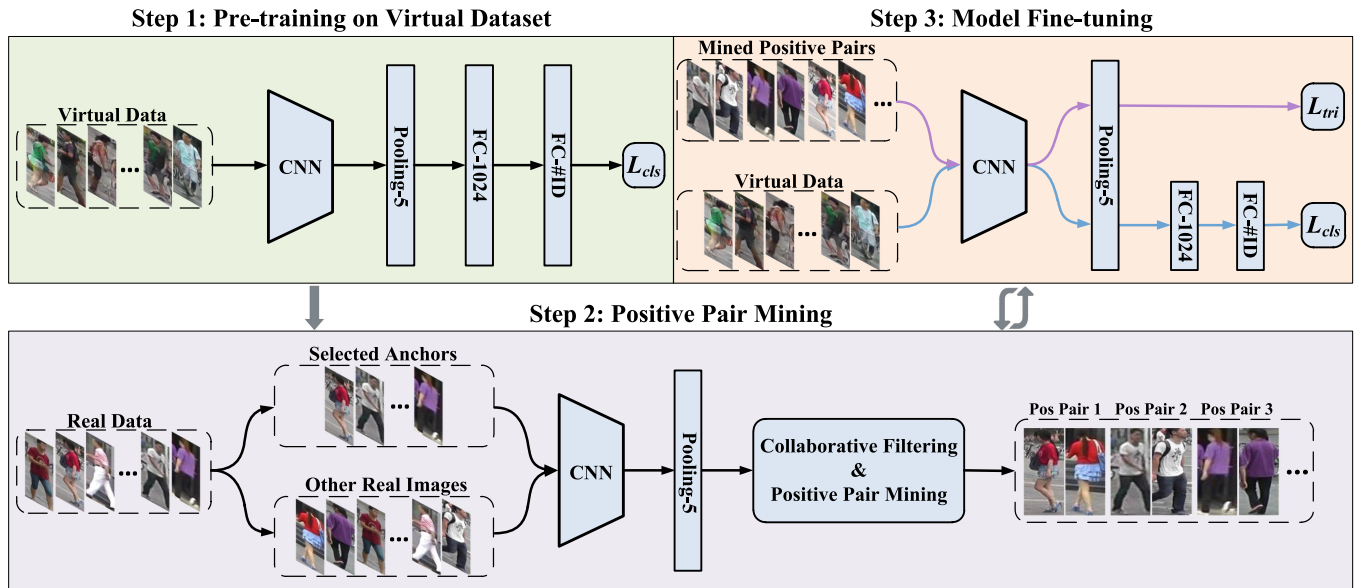 Step 1: Pre-training on Virtual Dataset
Virtual Data
...
CNN
Pooling-5
FC-1024
FC-#ID
Lcls
Step 3: Model Fine-tuning
Mined Positive Pairs
...
Virtual Data
...
CNN
Pooling-5
Ltri
FC-1024
FC-#ID
Lcls
Step 2: Positive Pair Mining
Real Data
...
Selected Anchors
...
Other Real Images
...
CNN
Pooling-5
Collaborative Filtering
&
Positive Pair Mining
Pos Pair 1 Pos Pair 2 Pos Pair 3
...